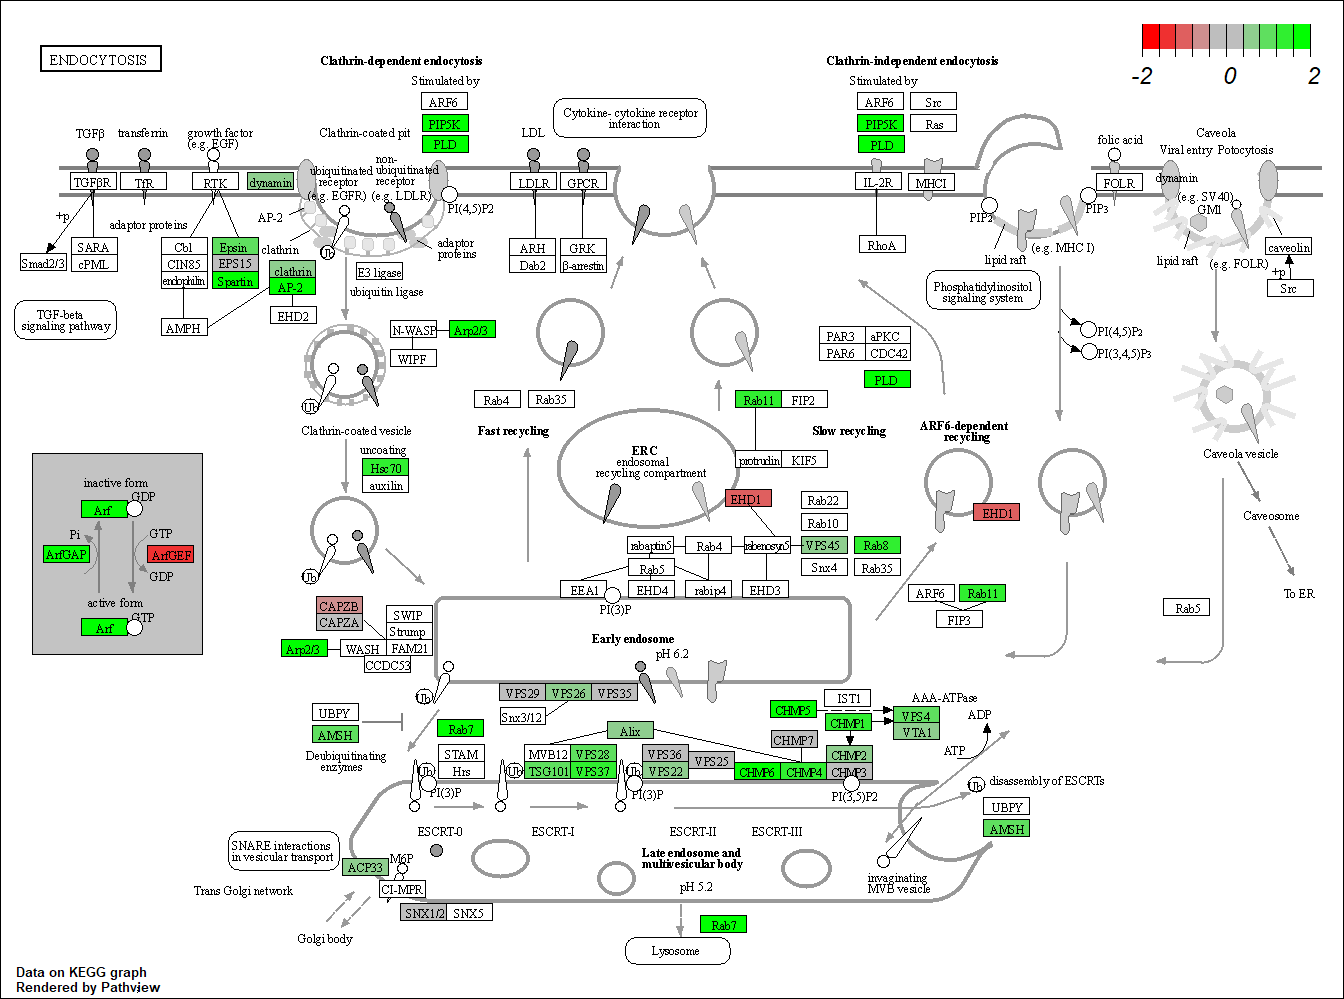 ENDOCYTOSIS
-2 0 2
Clathrin-dependent endocytosis
Stimulated by
ARF6
PIP5K
PLD
Clathrin-independent endocytosis
Stimulated by
ARF6 Src
PIP5K Ras
PLD
Cytokine- cytokine receptor
interaction
TGFβ transferrin growth factor
(e.g. EGF)
Clathrin-coated pit
LDL
folic acid
Caveola
Viral entry Potocytosis
TGFβR TfR RTK dynamin
ubiquitinated
receptor
(e.g. EGFR)
non-
ubiquitinated
receptor
(e.g. LDLR)
PI(4,5)P2
LDLR GPCR
IL-2R MHCI
FOLR
dynamin
(e.g. SV40)
GM1
PIP2
PIP3
+p
adaptor proteins
AP-2
clathrin
Ub
adaptor
proteins
Smad2/3
SARA
cPML
Cbl
CIN85
endophilin
AMPH
Epsin
EPS15
Spartin
clathrin
AP-2
EHD2
E3 ligase
ubiquitin ligase
ARH
Dab2
GRK
β-arrestin
RhoA
lipid raft
(e.g. MHC I)
lipid raft
(e.g. FOLR)
caveolin
+p
Src
TGF-beta
signaling pathway
Phosphatidylinositol
signaling system
N-WASP Arp2/3
WIPF
PI(4,5)P2
PI(3,4,5)P3
PAR3 aPKC
PAR6 CDC42
PLD
Ub
Clathrin-coated vesicle
uncoating
Hsc70
auxilin
Rab4 Rab35
Fast recycling
Rab11 FIP2
Slow recycling
protrudin KIF5
ERC
endosomal
recycling compartment
ARF6-dependent
recycling
Caveola vesicle
Caveosome
To ER
inactive form
GDP
Arf
Pi
GTP
ArfGAP
ArfGEF
GDP
active form
GTP
Arf
EHD1
EHD1
Rab22
Rab10
rabaptin5 Rab4 rabenosyn5 VPS45 Rab8
Rab5
Snx4 Rab35
EEA1 EHD4 rabip4 EHD3
PI(3)P
Ub
ARF6 Rab11
FIP3
Rab5
CAPZB
CAPZA
SWIP
Strump
Arp2/3 WASH FAM21
CCDC53
Early endosome
pH 6.2
Ub
VPS29 VPS26 VPS35
Snx3/12
UBPY
AMSH
Deubiquitinating
enzymes
Rab7
Alix
CHMP5 IST1
CHMP1
AAA-ATPase
VPS4
VTA1
ADP
ATP
STAM
Hrs
MVB12 VPS28
TSG101 VPS37
VPS36 VPS25
VPS22
CHMP7
CHMP6 CHMP4
CHMP2
CHMP3
Ub
PI(3)P
Ub
Ub
PI(3)P
PI(3,5)P2
Ub
disassembly of ESCRTs
UBPY
AMSH
ESCRT-0 ESCRT-I ESCRT-II ESCRT-III
SNARE interactions
in vesicular transport
ACP33
M6P
CI-MPR
SNX1/2 SNX5
Trans Golgi network
Golgi body
Late endosome and
multivesicular body
pH 5.2
invaginating
MVB vesicle
Rab7
Lysosome
Data on KEGG graph
Rendered by Pathview